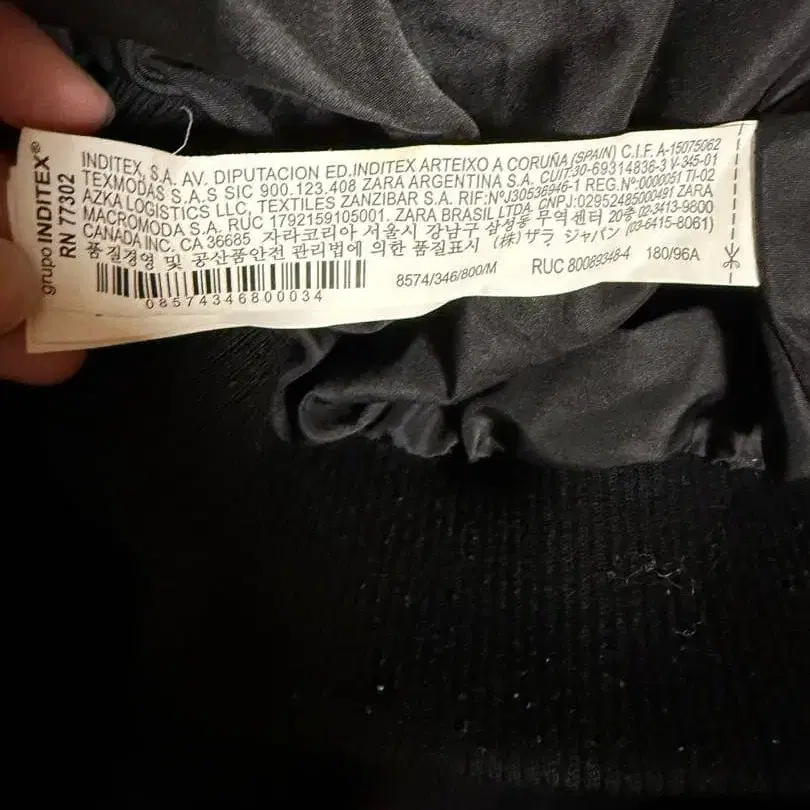 grupo INDITEX®
RN 77302
INDITEX, S.A. AV. DIPUTACION ED.INDITEX ARTEIXO A CORUÑA (SPAIN) C.I.F. A-15075062
TEXMODAS S.A.S SIC 900.123.408 ZARA ARGENTINA S.A. CUIT:30-69314836-3 V-345-01
AZKA LOGISTICS LLC, TEXTILES ZANZIBAR S.A. RIF:NºJ30536946-1 REG.Nº:0000051 TI-02
MACROMODA S.A. RUC 1792159105001. ZARA BRASIL LTDA. CNPJ:02952485000491 ZARA
CANADA INC. CA 36685 자라코리아 서울시 강남구 삼성동 무역센터 20층 02-3413-9800
품질경영 및 공산품안전 관리법에 의한 품질표시 (株)ザラ ジャパン (03-6415-8061)
08574346800034
8574/346/800/M
RUC 80089348-4
180/96A